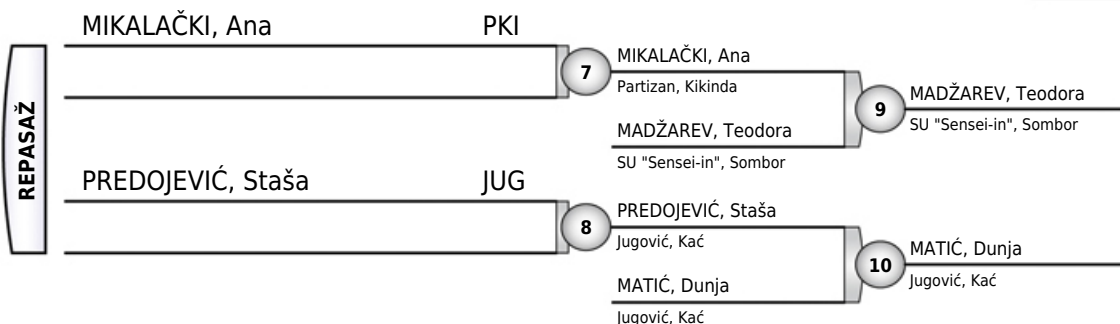 REPASAŽ
MIKALAČKI, Ana PKI
PREDOJEVIĆ, Staša JUG
7
MIKALAČKI, Ana
Partizan, Kikinda
MADŽAREV, Teodora
SU "Sensei-in", Sombor
8
PREDOJEVIĆ, Staša
Jugović, Kać
MATIĆ, Dunja
Jugović, Kać
9
MADŽAREV, Teodora
SU "Sensei-in", Sombor
10
MATIĆ, Dunja
Jugović, Kać